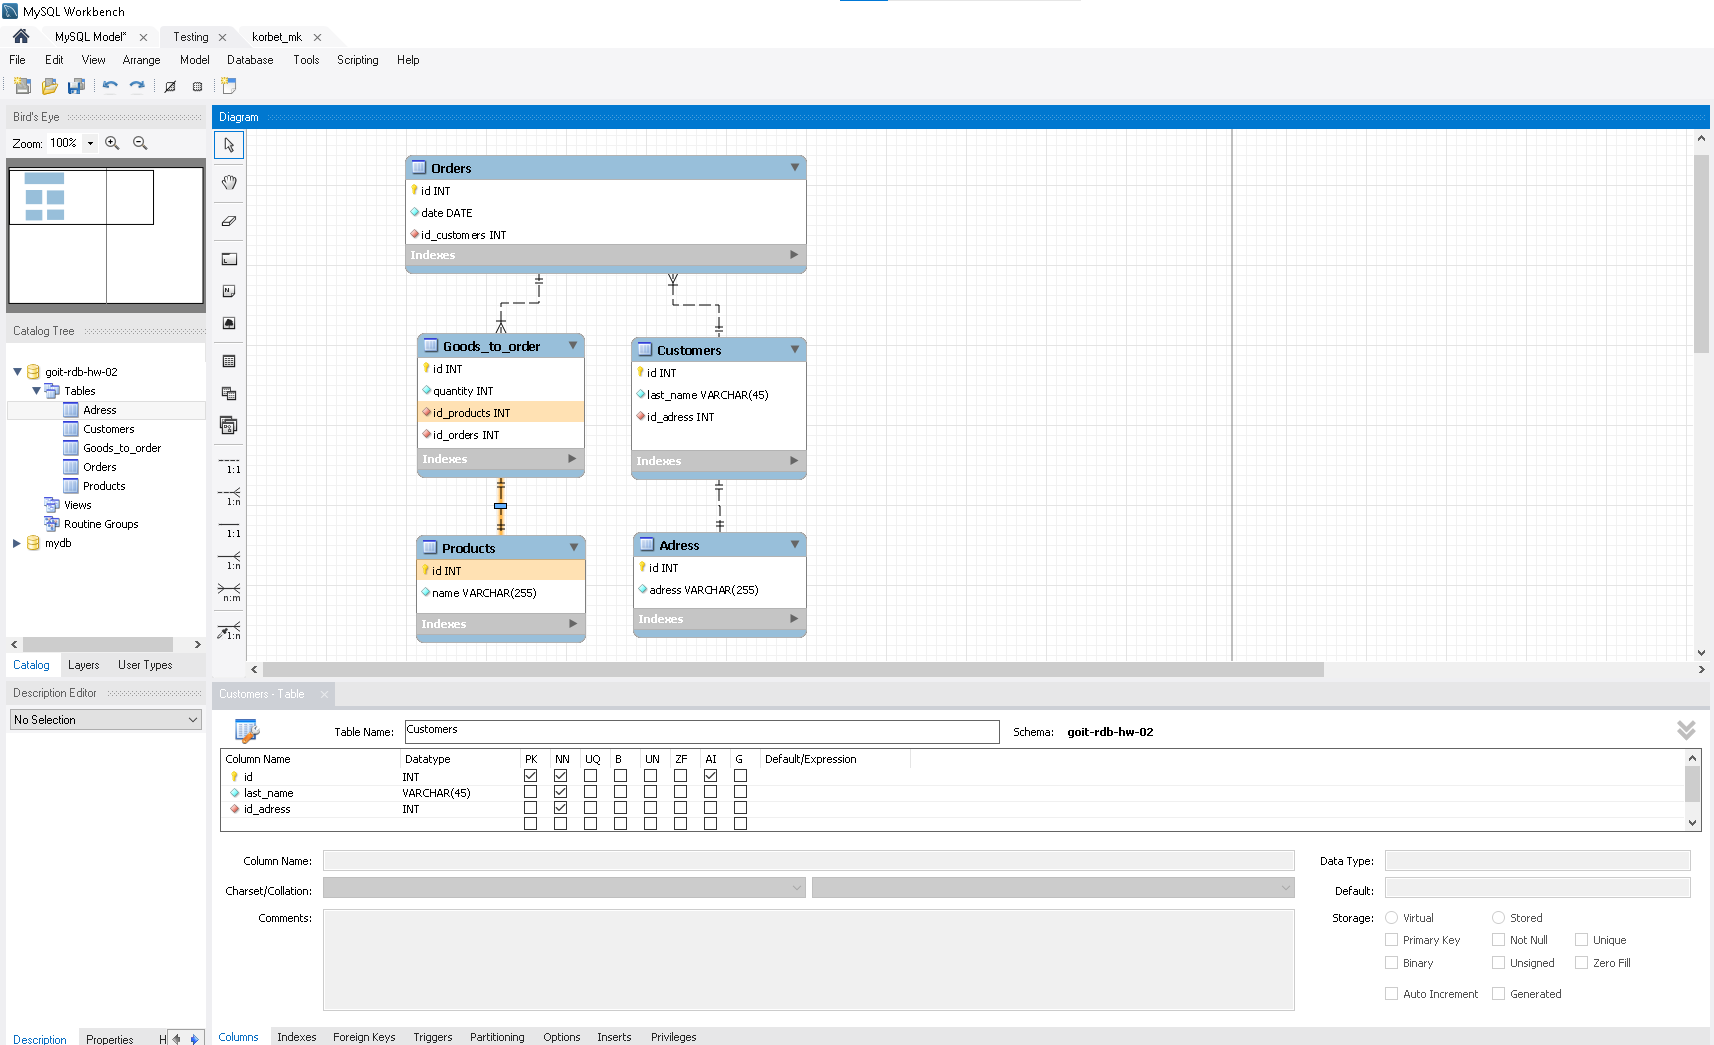 MySQL Workbench
MySQL Model* Testing korbet_mk
File Edit View Arrange Model Database Tools Scripting Help
Bird's Eye
Zoom: 100%
Catalog Tree
goit-rdb-hw-02
Tables
Adress
Customers
Goods_to_order
Orders
Products
Views
Routine Groups
mydb
Catalog Layers User Types
Description Editor
No Selection
Description Properties H
Diagram
1:1
1:n
1:1
1:n
n:m
1:n
Orders
id INT
date DATE
id_customers INT
Indexes
Goods_to_order
id INT
quantity INT
id_products INT
id_orders INT
Indexes
Customers
id INT
last_name VARCHAR(45)
id_adress INT
Indexes
Products
id INT
name VARCHAR(255)
Indexes
Adress
id INT
adress VARCHAR(255)
Indexes
Customers - Table
Table Name: Customers Schema: goit-rdb-hw-02
Column Name Datatype PK NN UQ B UN ZF AI G Default/Expression
id INT
last_name VARCHAR(45)
id_adress INT
Column Name: Data Type:
Charset/Collation: Default:
Comments: Storage: Virtual Stored
Primary Key Not Null Unique
Binary Unsigned Zero Fill
Auto Increment Generated
Columns Indexes Foreign Keys Triggers Partitioning Options Inserts Privileges